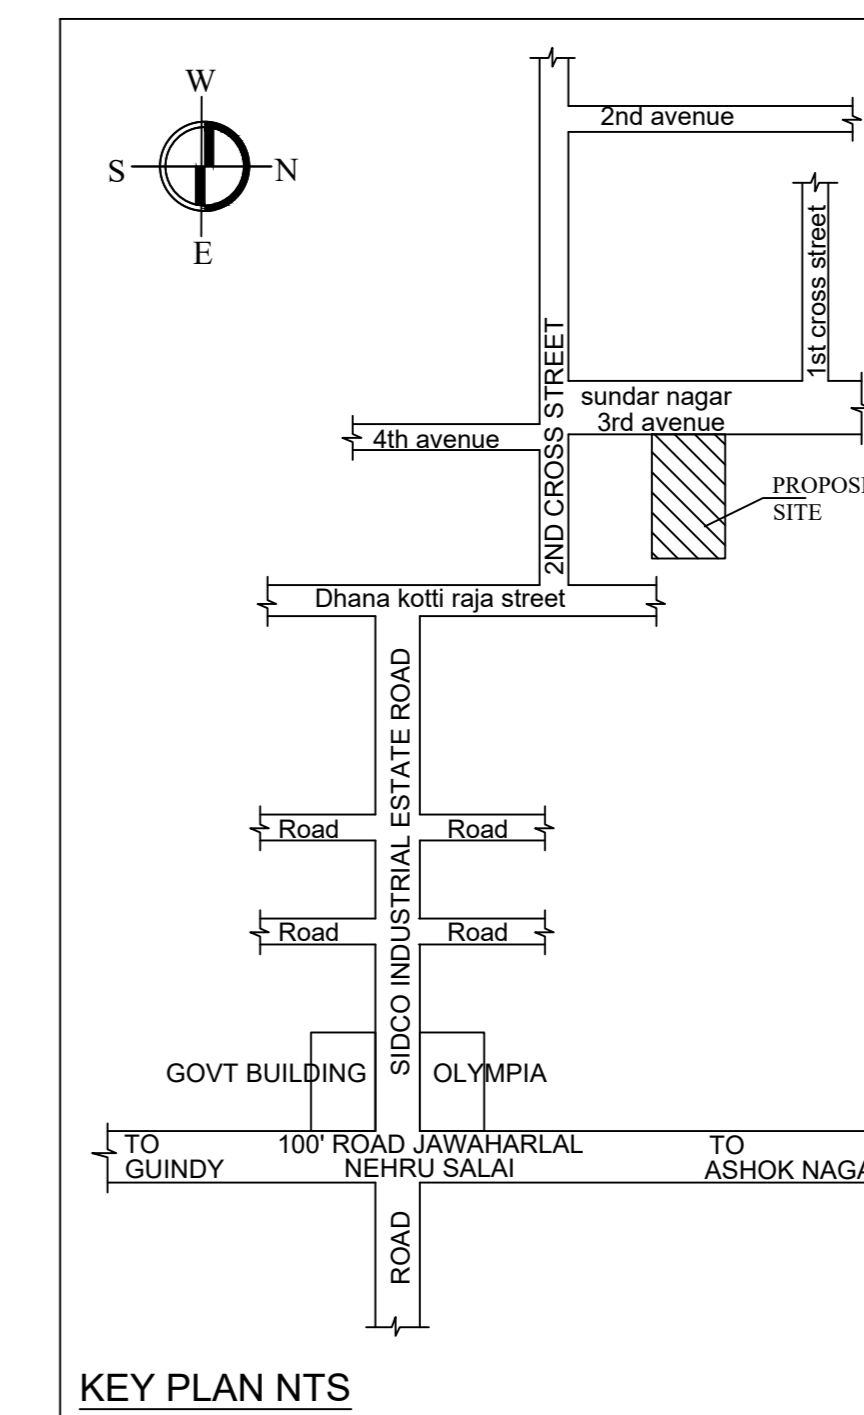 W
S
N
E
2nd avenue
1st cross street
sundar nagar
3rd avenue
4th avenue
2ND CROSS STREET
SITE
Dhana kotti raja street
SIDCO INDUSTRIAL ESTATE ROAD
Road
Road
Road
Road
GOVT BUILDING
OLYMPIA
TO
GUINDY
100' ROAD JAWAHARLAL
NEHRU SALAI
TO
ASHOK
ROAD
KEY PLAN NTS